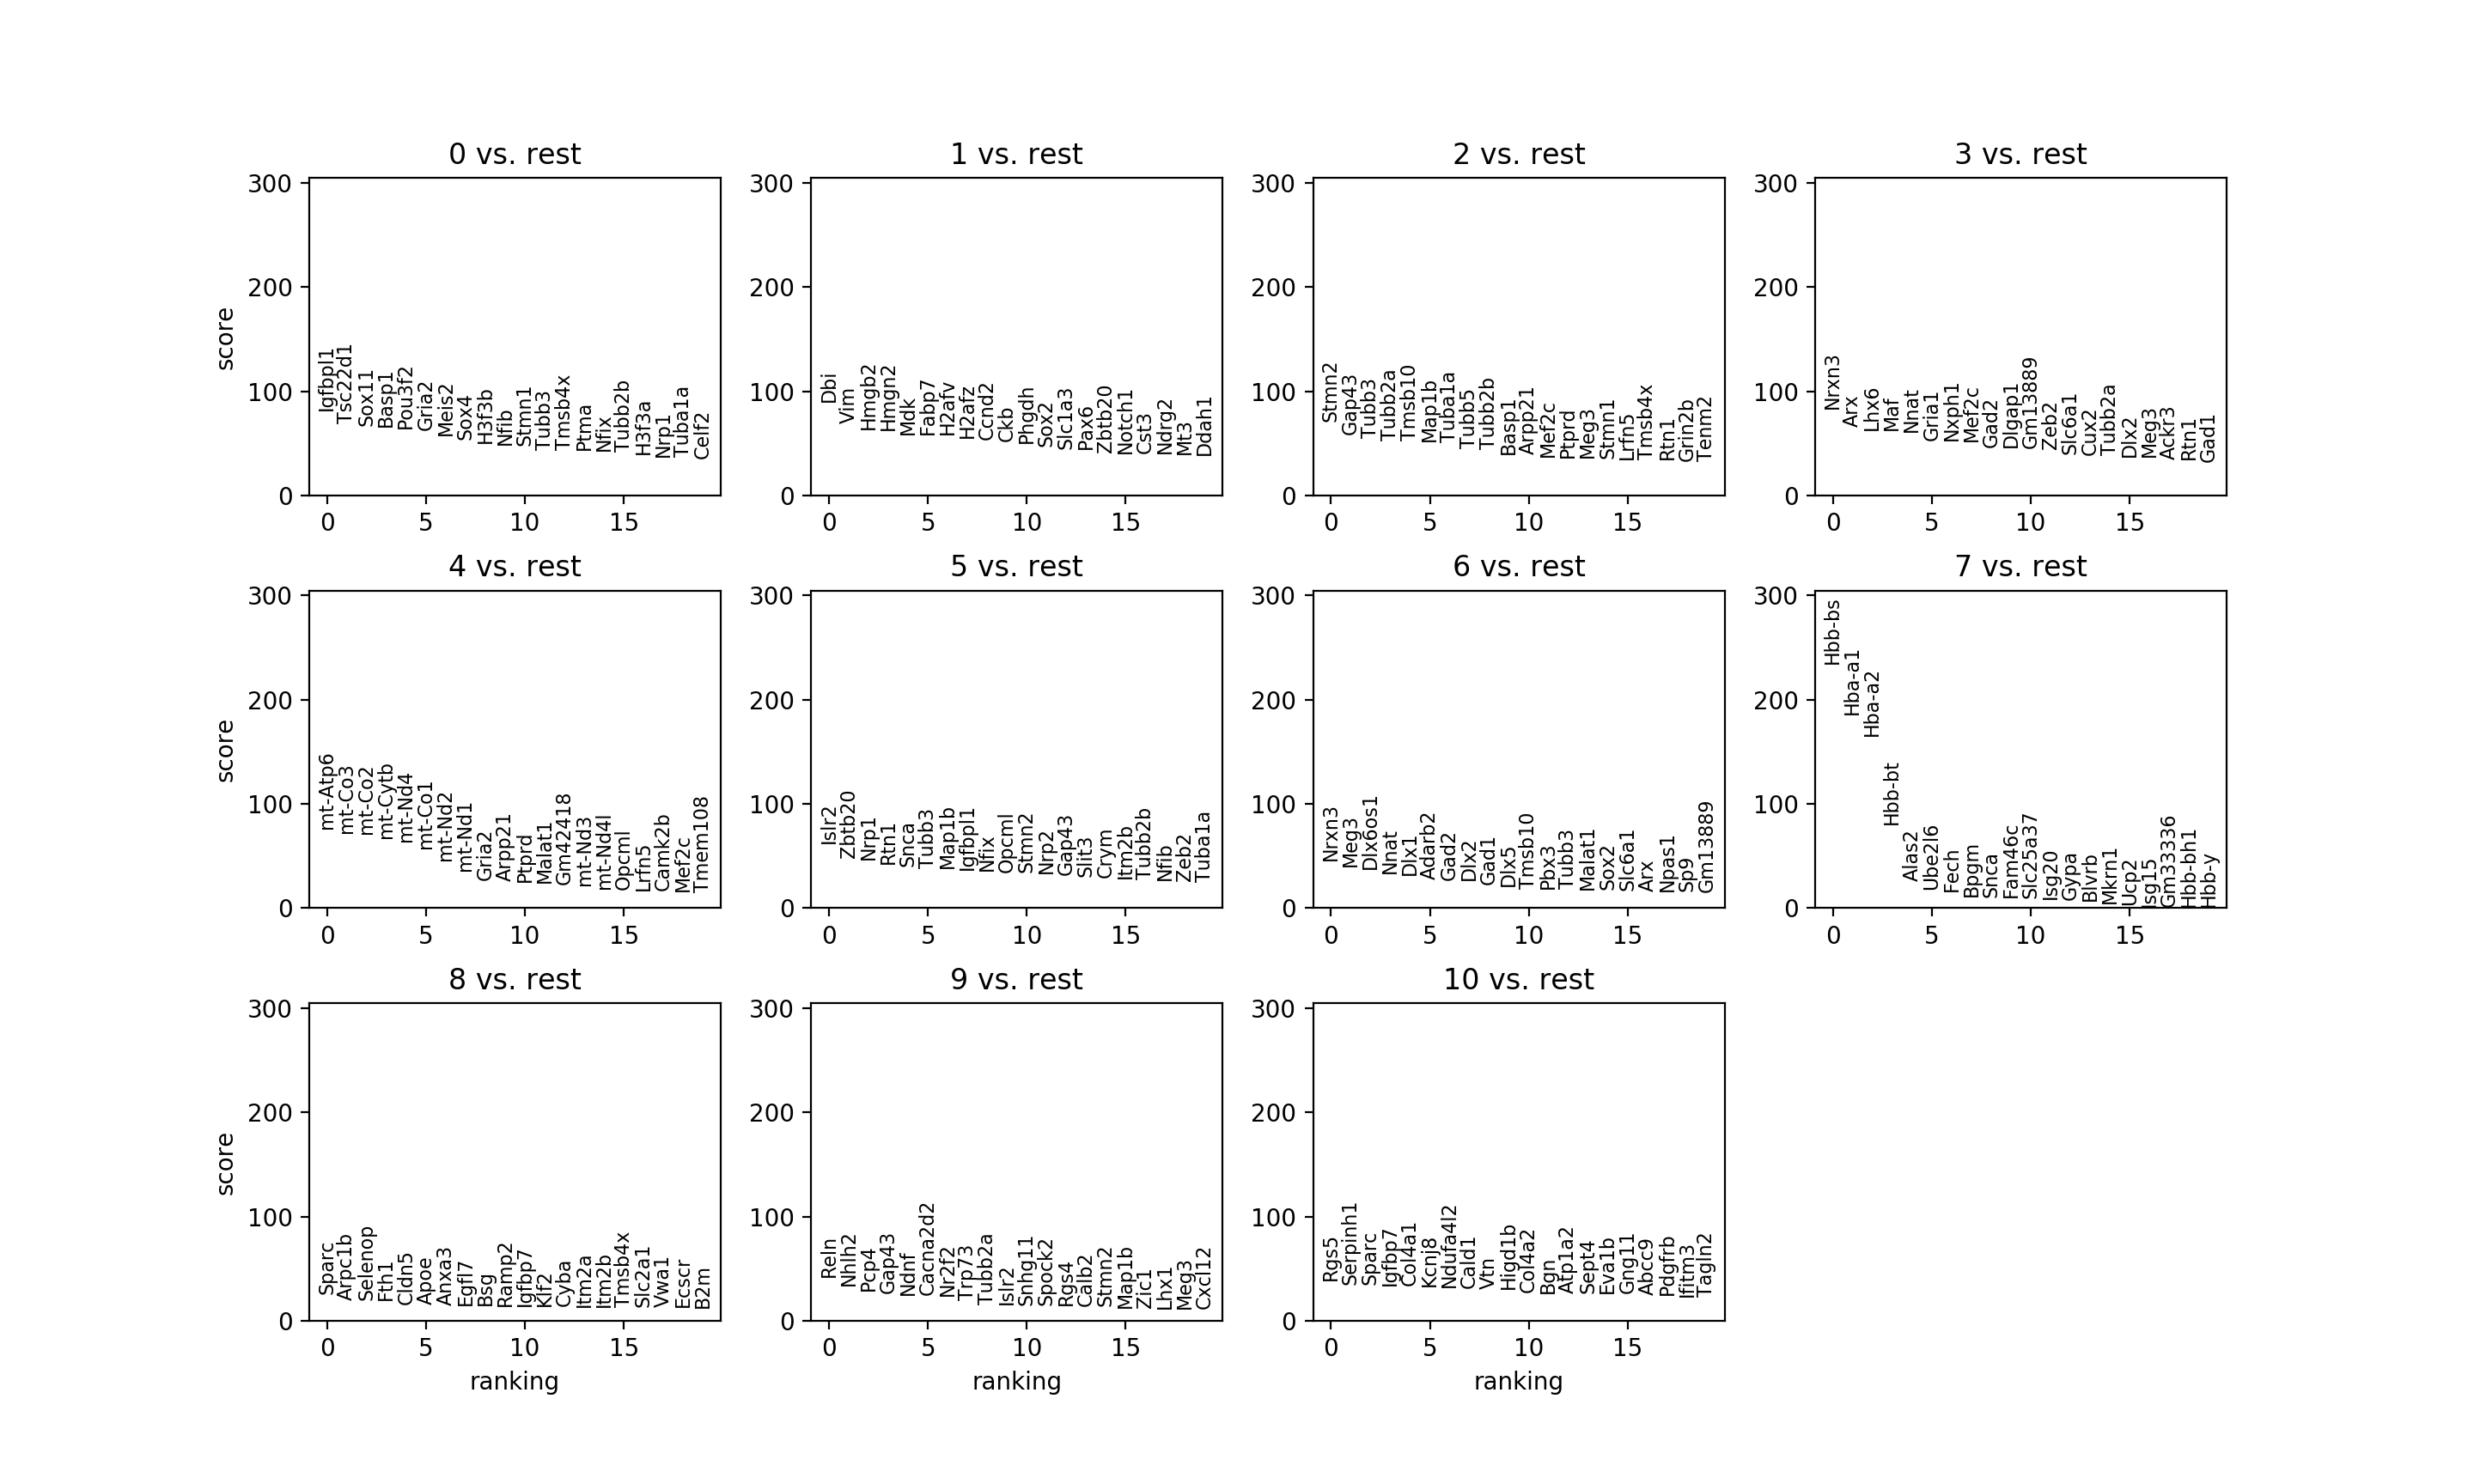 0 vs. rest
300
200
100
0
score
Igfbpl1
Tsc22d1
Sox11
Basp1
Pou3f2
Gria2
Meis2
Sox4
H3f3b
Nfib
Stmn1
Tubb3
Tmsb4x
Ptma
Nfix
Tubb2b
H3f3a
Nrp1
Tuba1a
Celf2
0 5 10 15
1 vs. rest
300
200
100
0
Dbi
Vim
Hmgb2
Hmgn2
Mdk
Fabp7
H2afv
H2afz
Ccnd2
Ckb
Phgdh
Sox2
Slc1a3
Pax6
Zbtb20
Notch1
Cst3
Ndrg2
Mt3
Ddah1
0 5 10 15
2 vs. rest
300
200
100
0
Stmn2
Gap43
Tubb3
Tubb2a
Tmsb10
Map1b
Tuba1a
Tubb5
Tubb2b
Basp1
Arpp21
Mef2c
Ptprd
Meg3
Stmn1
Lrfn5
Tmsb4x
Rtn1
Grin2b
Tenm2
0 5 10 15
3 vs. rest
300
200
100
0
Nrxn3
Arx
Lhx6
Maf
Nnat
Gria1
Nxph1
Mef2c
Gad2
Dlgap1
Gm13889
Zeb2
Slc6a1
Cux2
Tubb2a
Dlx2
Meg3
Ackr3
Rtn1
Gad1
0 5 10 15
4 vs. rest
300
200
100
0
score
mt-Atp6
mt-Co3
mt-Co2
mt-Cytb
mt-Nd4
mt-Co1
mt-Nd2
mt-Nd1
Gria2
Arpp21
Ptprd
Malat1
Gm42418
mt-Nd3
mt-Nd4l
Opcml
Lrfn5
Camk2b
Mef2c
Tmem108
0 5 10 15
5 vs. rest
300
200
100
0
Islr2
Zbtb20
Nrp1
Rtn1
Snca
Tubb3
Map1b
Igfbpl1
Nfix
Opcml
Stmn2
Nrp2
Gap43
Slit3
Crym
Itm2b
Tubb2b
Nfib
Zeb2
Tuba1a
0 5 10 15
6 vs. rest
300
200
100
0
Nrxn3
Meg3
Dlx6os1
Nnat
Dlx1
Adarb2
Gad2
Dlx2
Gad1
Dlx5
Tmsb10
Pbx3
Tubb3
Malat1
Sox2
Slc6a1
Arx
Npas1
Sp9
Gm13889
0 5 10 15
7 vs. rest
300
200
100
0
Hbb-bs
Hba-a1
Hba-a2
Hbb-bt
Alas2
Ube2l6
Fech
Bpgm
Snca
Fam46c
Slc25a37
Isg20
Gypa
Blvrb
Mkrn1
Ucp2
Isg15
Gm33336
Hbb-bh1
Hbb-y
0 5 10 15
8 vs. rest
300
200
100
0
score
Sparc
Arpc1b
Selenop
Fth1
Cldn5
Apoe
Anxa3
Egfl7
Bsg
Ramp2
Igfbp7
Klf2
Cyba
Itm2a
Itm2b
Tmsb4x
Slc2a1
Vwa1
Ecscr
B2m
0 5 10 15
ranking
9 vs. rest
300
200
100
0
Reln
Nhlh2
Pcp4
Gap43
Ndnf
Cacna2d2
Nr2f2
Trp73
Tubb2a
Islr2
Snhg11
Spock2
Rgs4
Calb2
Stmn2
Map1b
Zic1
Lhx1
Meg3
Cxcl12
0 5 10 15
ranking
10 vs. rest
300
200
100
0
Rgs5
Serpinh1
Sparc
Igfbp7
Col4a1
Kcnj8
Ndufa4l2
Cald1
Vtn
Higd1b
Col4a2
Bgn
Atp1a2
Sept4
Eva1b
Gng11
Abcc9
Pdgfrb
Ifitm3
Tagln2
0 5 10 15
ranking